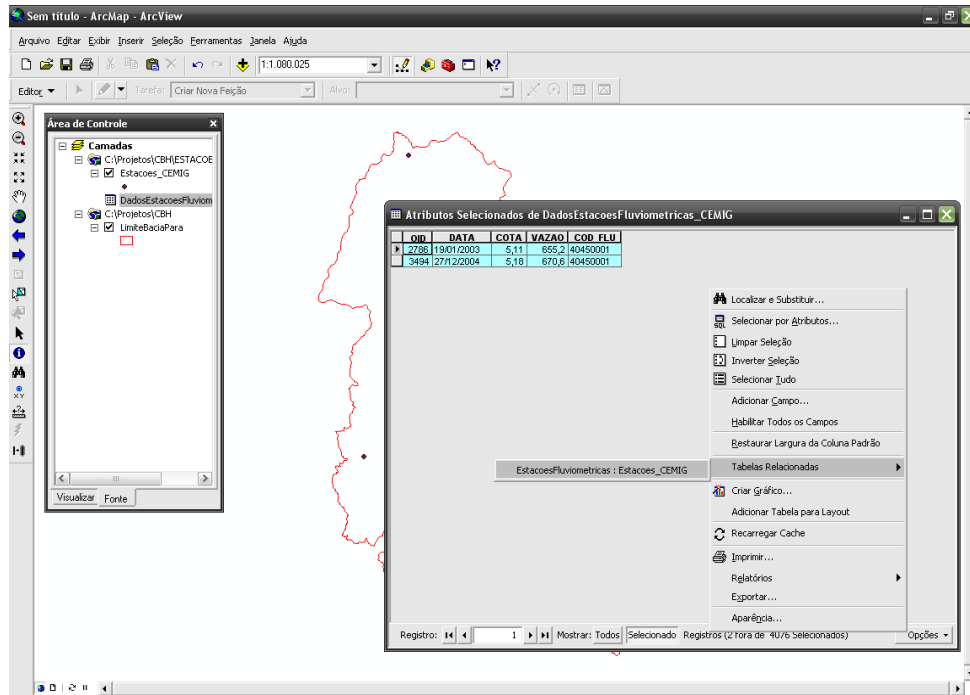 Sem título - ArcMap - ArcView
Arquivo Editar Exibir Inserir Seleção Ferramentas Janela Ajuda
1:1.080.025
Editor Tarefa: Criar Nova Feição Alvo:
Área de Controle
Camadas
C:\Projetos\CBH\ESTACOE
Estacoes_CEMIG
DadosEstacoesFluviom
C:\Projetos\CBH
LimiteBaciaPara
Visualizar Fonte
Atributos Selecionados de DadosEstacoesFluviometricas_CEMIG
OID DATA COTA VAZAO COD_FLU
2786 19/01/2003 5,11 655,2 40450001
3494 27/12/2004 5,18 670,6 40450001
Localizar e Substituir...
SQL Selecionar por Atributos...
Limpar Seleção
Inverter Seleção
Selecionar Tudo
Adicionar Campo...
Habilitar Todos os Campos
Restaurar Largura da Coluna Padrão
EstacoesFluviometricas : Estacoes_CEMIG
Tabelas Relacionadas
Criar Gráfico...
Adicionar Tabela para Layout
Recarregar Cache
Imprimir...
Relatórios
Exportar...
Aparência...
Registro: 1 Mostrar: Todos Selecionado Registros (2 fora de 4076 Selecionados) Opções
XY